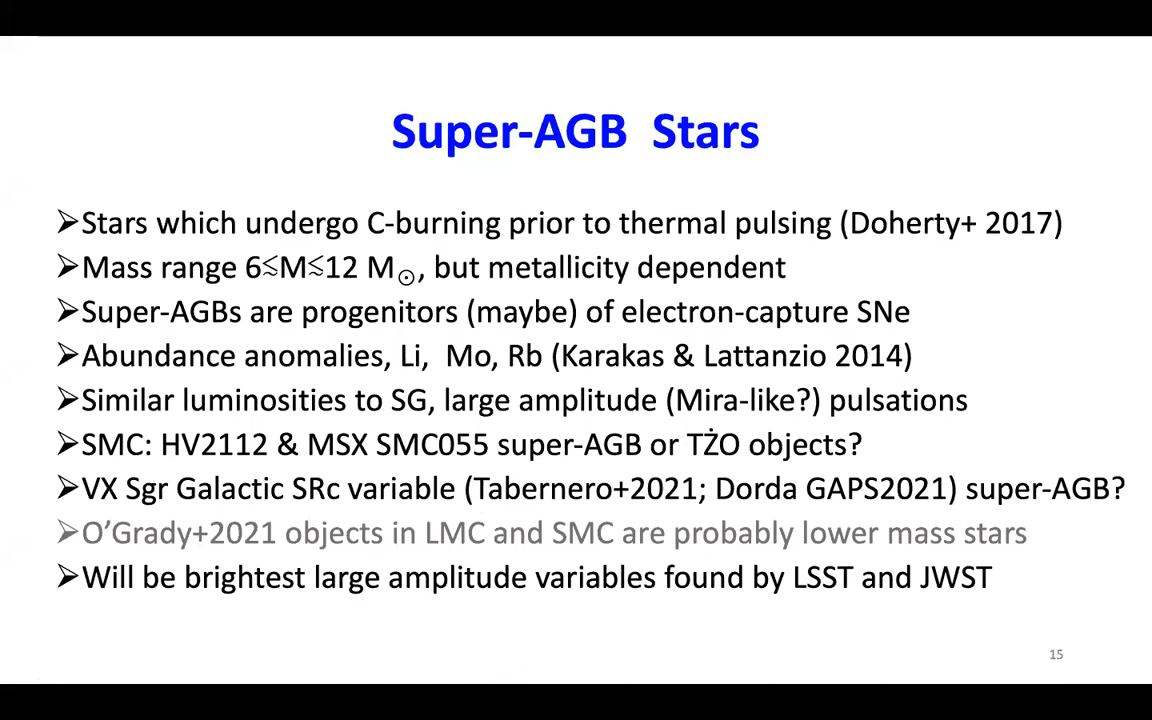 Super-AGB Stars
➢Stars which undergo C-burning prior to thermal pulsing (Doherty+ 2017)
➢Mass range 6≲M≲12 M☉, but metallicity dependent
➢Super-AGBs are progenitors (maybe) of electron-capture SNe
➢Abundance anomalies, Li, Mo, Rb (Karakas & Lattanzio 2014)
➢Similar luminosities to SG, large amplitude (Mira-like?) pulsations
➢SMC: HV2112 & MSX SMC055 super-AGB or TŻO objects?
➢VX Sgr Galactic SRc variable (Tabernero+2021; Dorda GAPS2021) super-AGB?
➢O’Grady+2021 objects in LMC and SMC are probably lower mass stars
➢Will be brightest large amplitude variables found by LSST and JWST
15